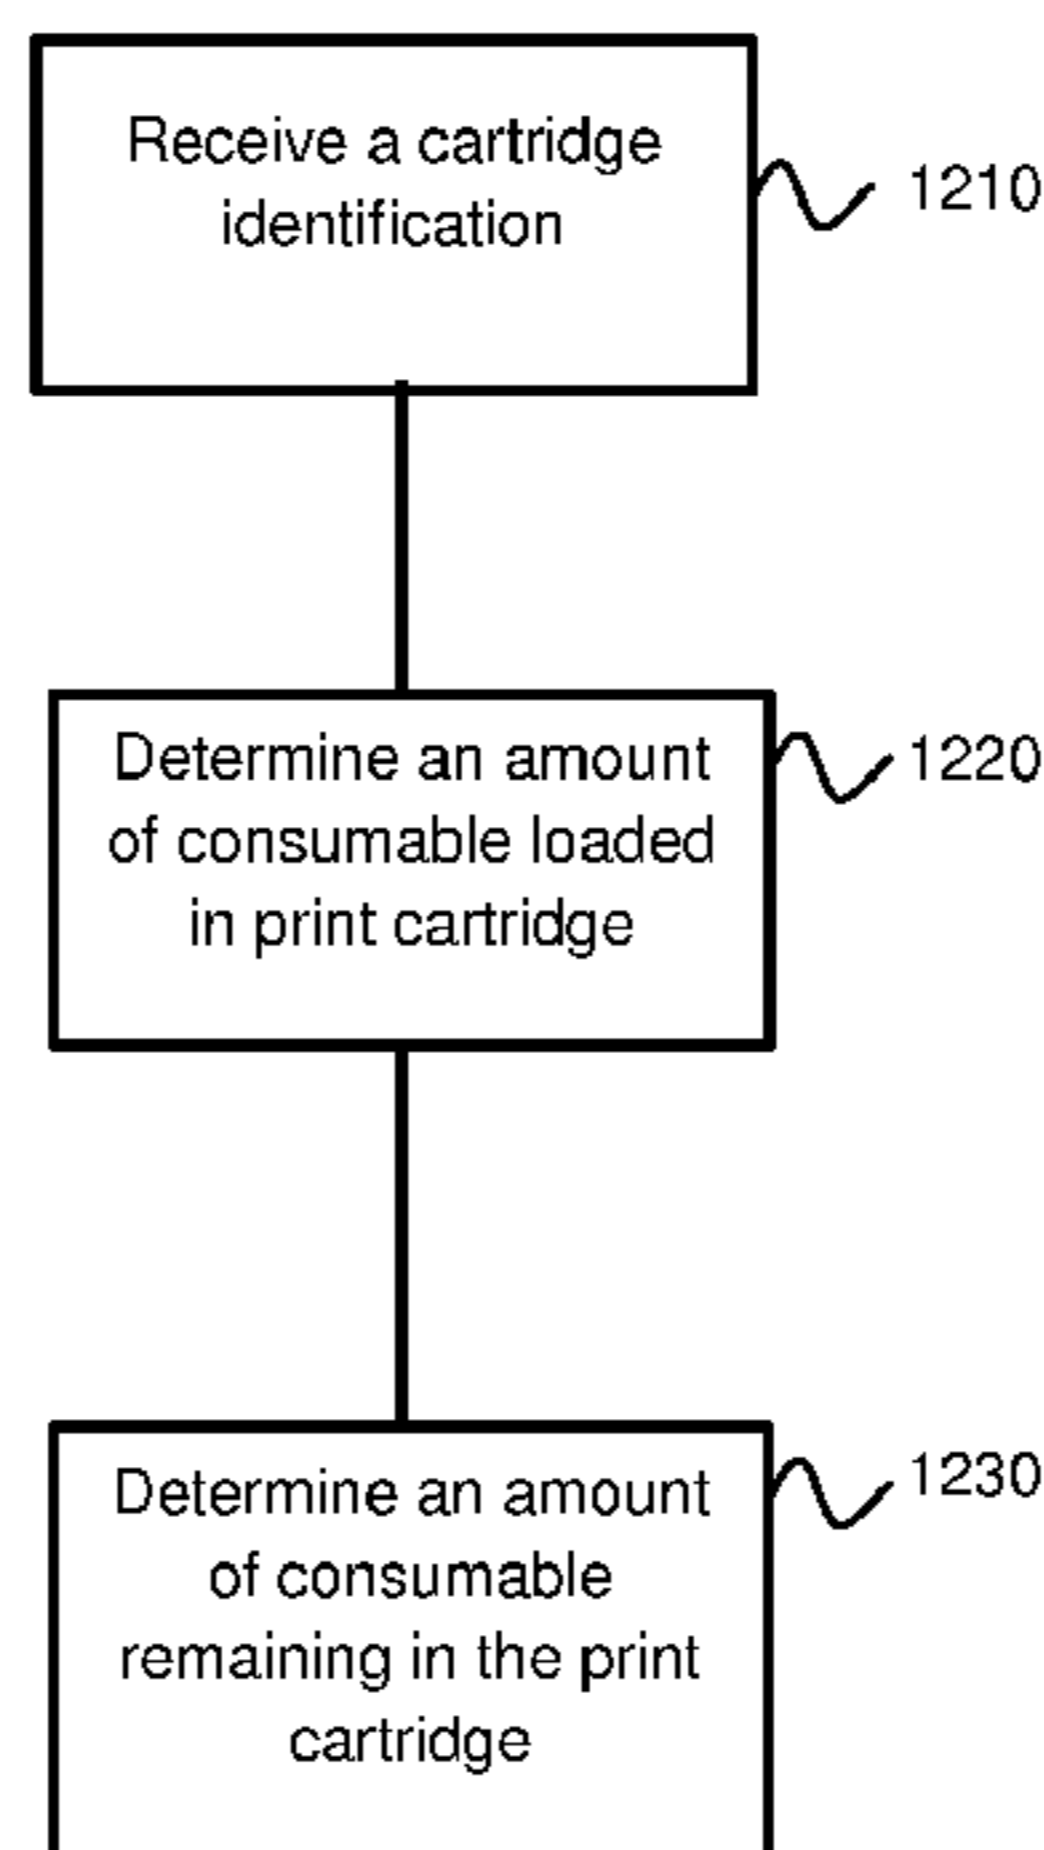 Receive a cartridge
identification
1210
Determine an amount
of consumable loaded
in print cartridge
1220
Determine an amount
of consumable
remaining in the print
cartridge
1230